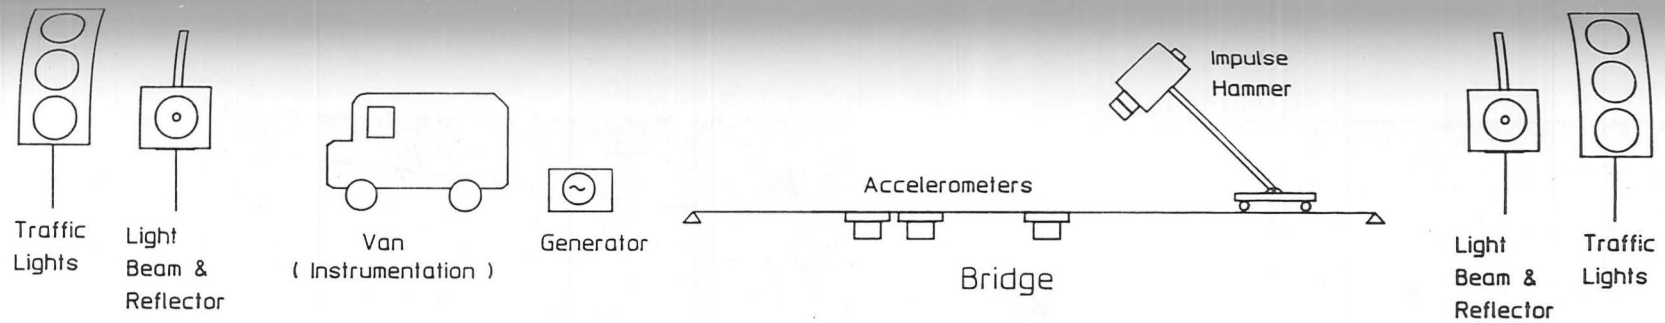 Traffic
Lights
Light
Beam &
Reflector
Van
( Instrumentation )
Generator
Accelerometers
Bridge
Impulse
Hammer
Light
Beam &
Reflector
Traffic
Lights